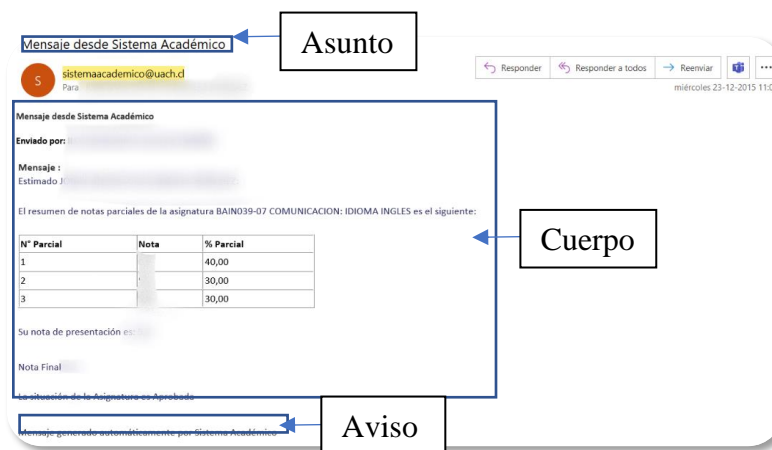 Mensaje desde Sistema Académico
Asunto
S
sistemaacademico@uach.cl
Para
Responder
Responder a todos
Reenviar
miércoles 23-12-2015 11:0
Mensaje desde Sistema Académico
Enviado por:
Mensaje :
Estimado
El resumen de notas parciales de la asignatura BAIN039-07 COMUNICACION: IDIOMA INGLES es el siguiente:
Cuerpo
N° Parcial Nota % Parcial
1 40,00
2 30,00
3 30,00
Su nota de presentación es:
Nota Final
La situación de la Asignatura es Aprobado
Aviso
Mensaje generado automáticamente por Sistema Académico